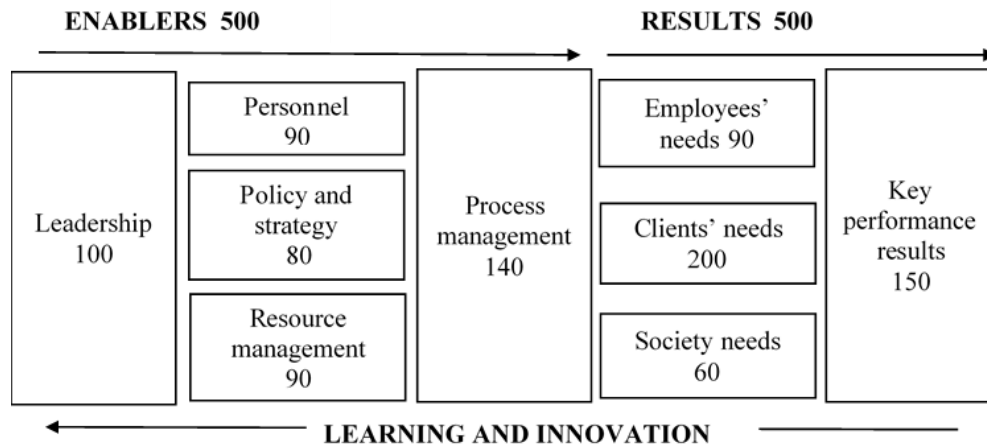 ENABLERS 500
RESULTS 500
Leadership
100
Personnel
90
Policy and
strategy
80
Resource
management
90
Process
management
140
Employees’
needs 90
Clients’ needs
200
Society needs
60
Key
performance
results
150
LEARNING AND INNOVATION